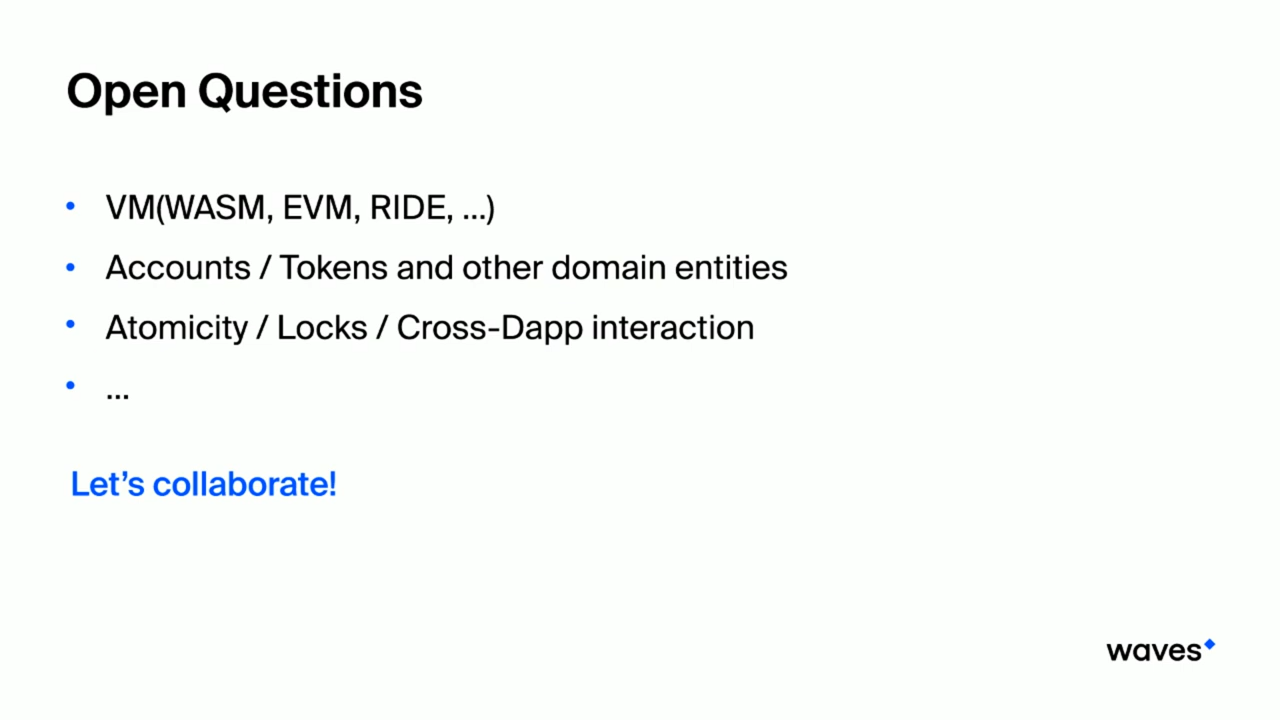 Open Questions
• VM(WASM, EVM, RIDE, ...)
• Accounts / Tokens and other domain entities
• Atomicity / Locks / Cross-Dapp interaction
• ...
Let’s collaborate!
waves